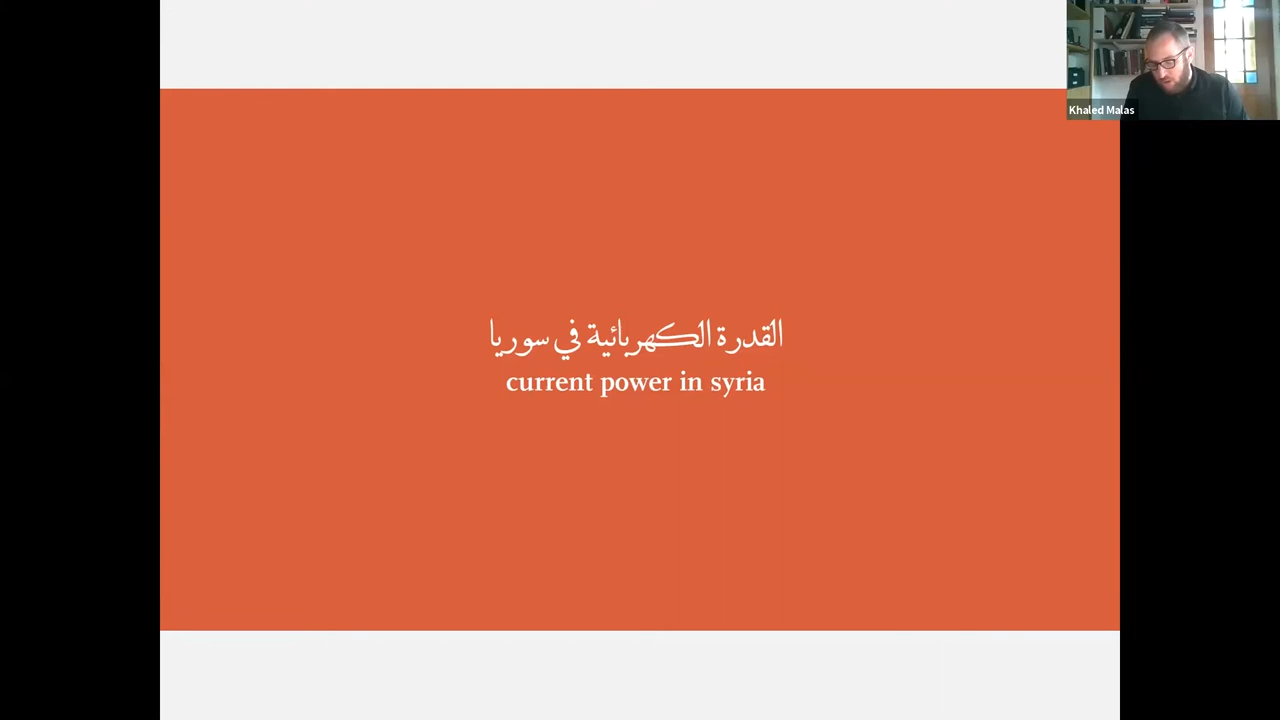 Khaled Malas
القدرة الكهربائية في سوريا
current power in syria